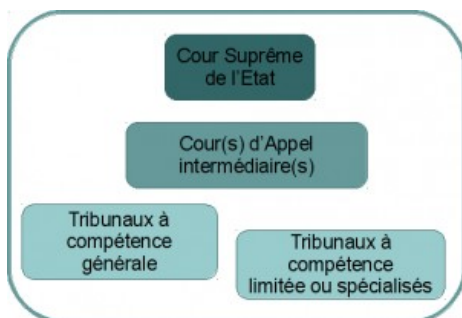 Cour Suprême
de l'Etat
Cour(s) d'Appel
intermédiaire(s)
Tribunaux à
compétence
générale
Tribunaux à
compétence
limitée ou spécialisés